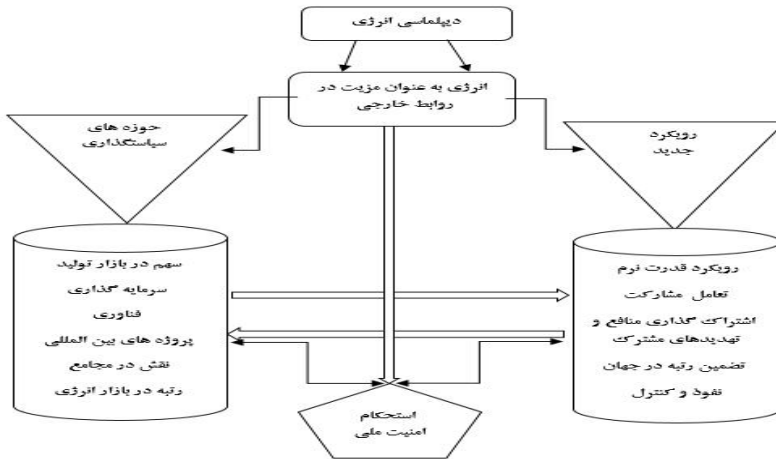 دیپلماسی انرژی
انرژی به عنوان مزیت در
روابط خارجی
رویکرد
جدید
حوزه های
سیاستگذاری
رویکرد قدرت نرم
تعامل مشارکت
اشتراک گذاری منافع و
تهدیدهای مشترک
تضمین رتبه در جهان
نفوذ و کنترل
سهم در بازار تولید
سرمایه گذاری
فناوری
پروژه های بین المللی
نقش در مجامع
رتبه در بازار انرژی
استحکام
امنیت ملی